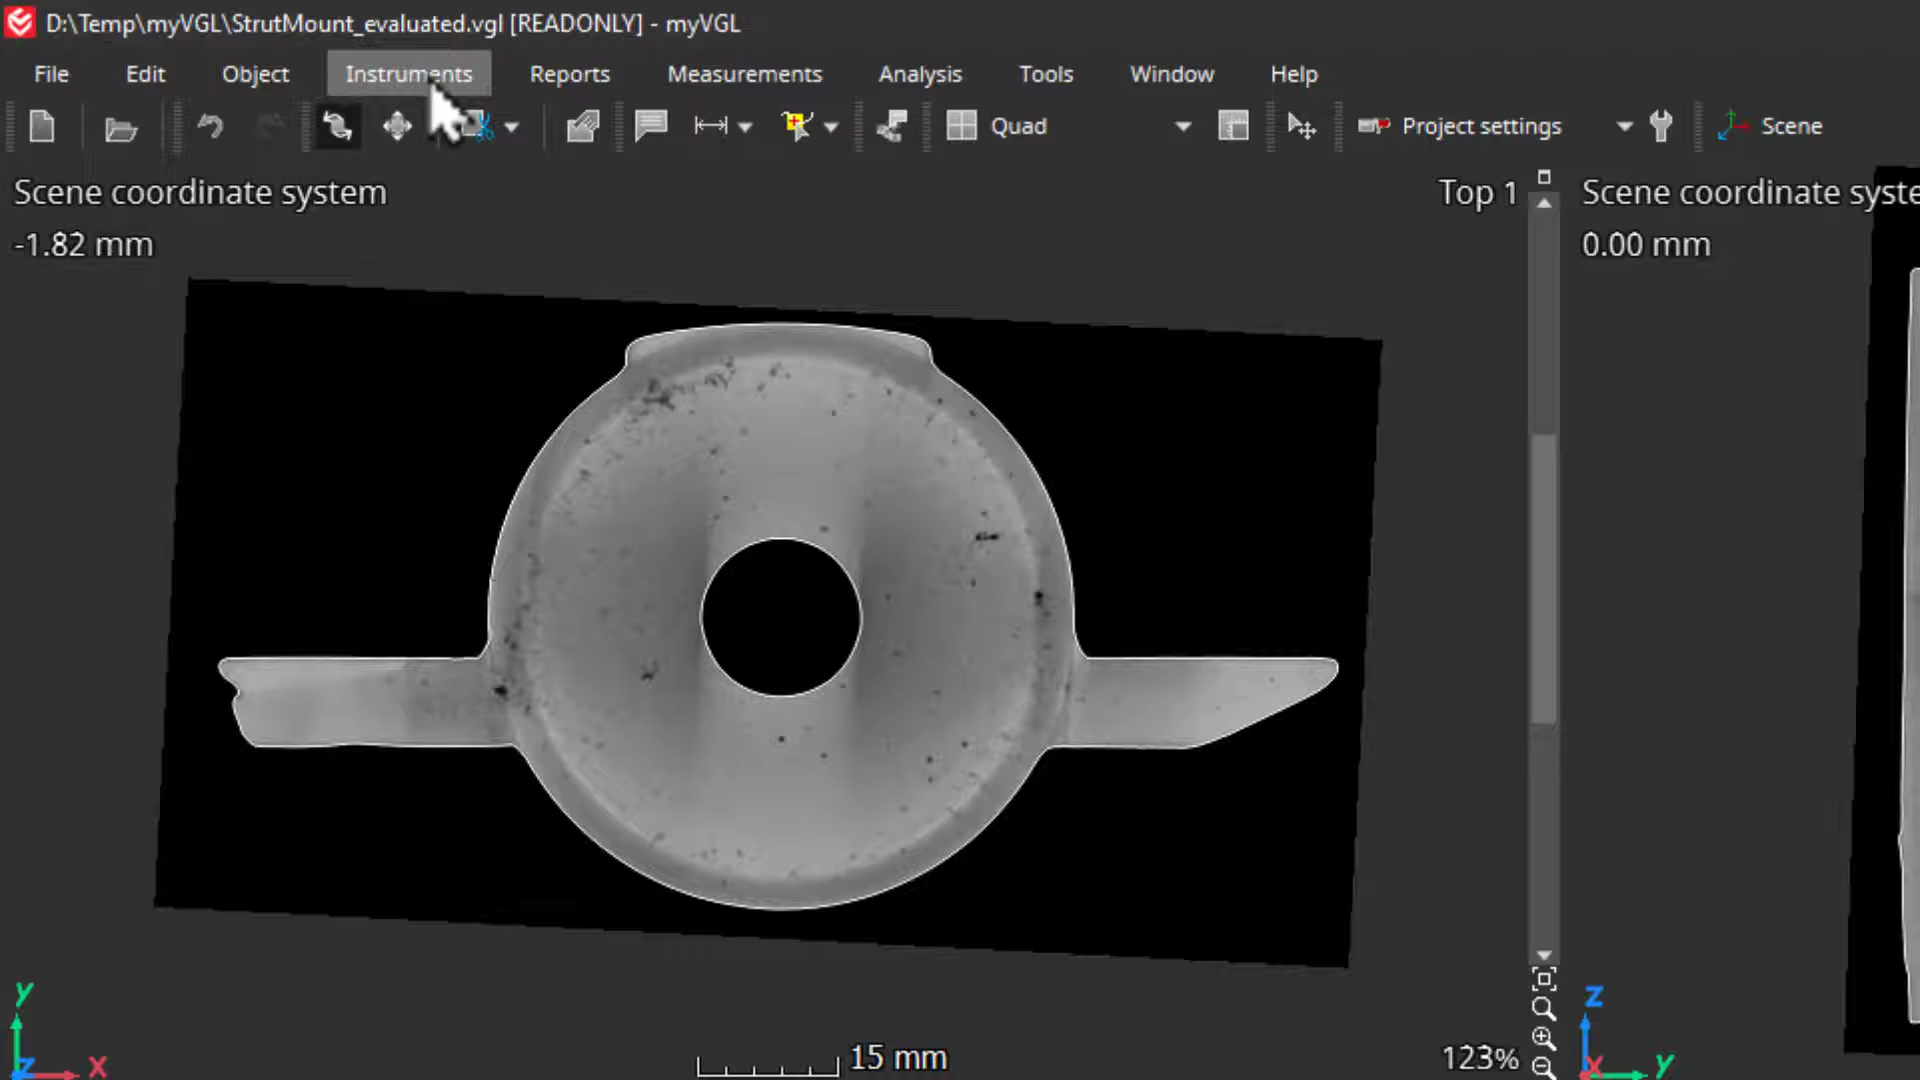 D:\Temp\myVGL\StrutMount_evaluated.vgl [READONLY] - myVGL
File Edit Object Instruments Reports Measurements Analysis Tools Window Help
Quad Project settings Scene
Scene coordinate system Top 1
-1.82 mm
Scene coordinate syste
0.00 mm
y
z x
15 mm
123%
z
x y